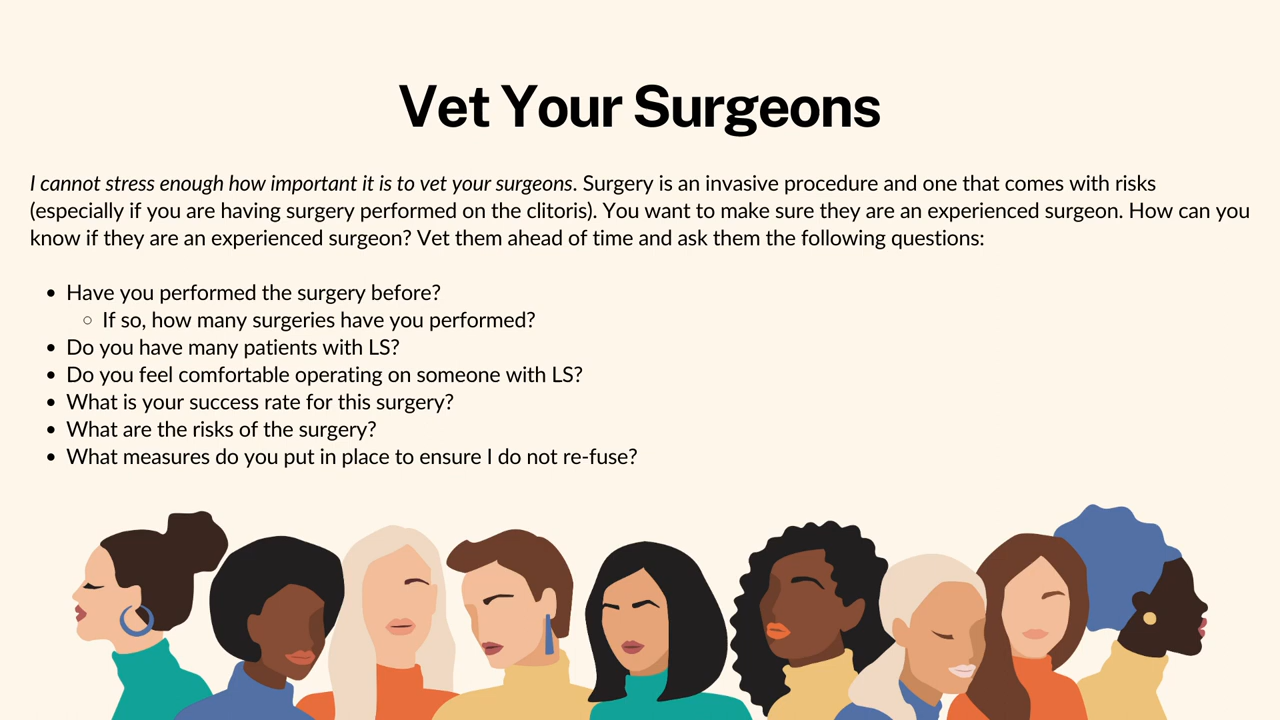 Vet Your Surgeons
I cannot stress enough how important it is to vet your surgeons. Surgery is an invasive procedure and one that comes with risks
(especially if you are having surgery performed on the clitoris). You want to make sure they are an experienced surgeon. How can you
know if they are an experienced surgeon? Vet them ahead of time and ask them the following questions:
• Have you performed the surgery before?
◦ If so, how many surgeries have you performed?
• Do you have many patients with LS?
• Do you feel comfortable operating on someone with LS?
• What is your success rate for this surgery?
• What are the risks of the surgery?
• What measures do you put in place to ensure I do not re-fuse?